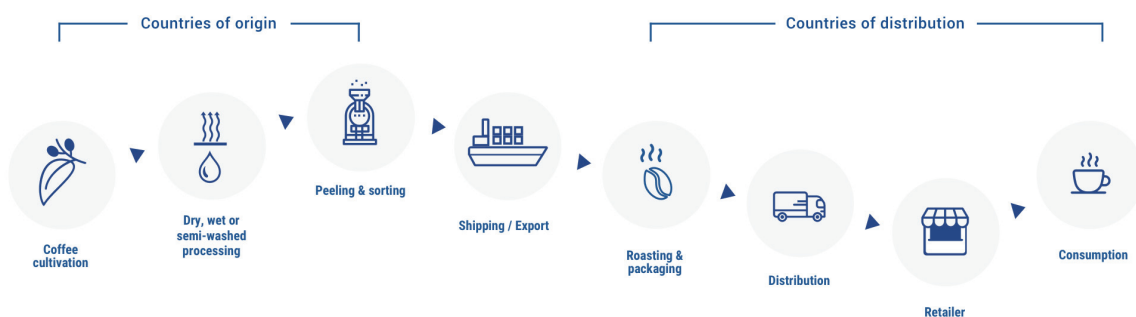 Countries of origin
Countries of distribution
Coffee
cultivation
Dry, wet or
semi-washed
processing
Peeling & sorting
Shipping / Export
Roasting &
packaging
Distribution
Retailer
Consumption